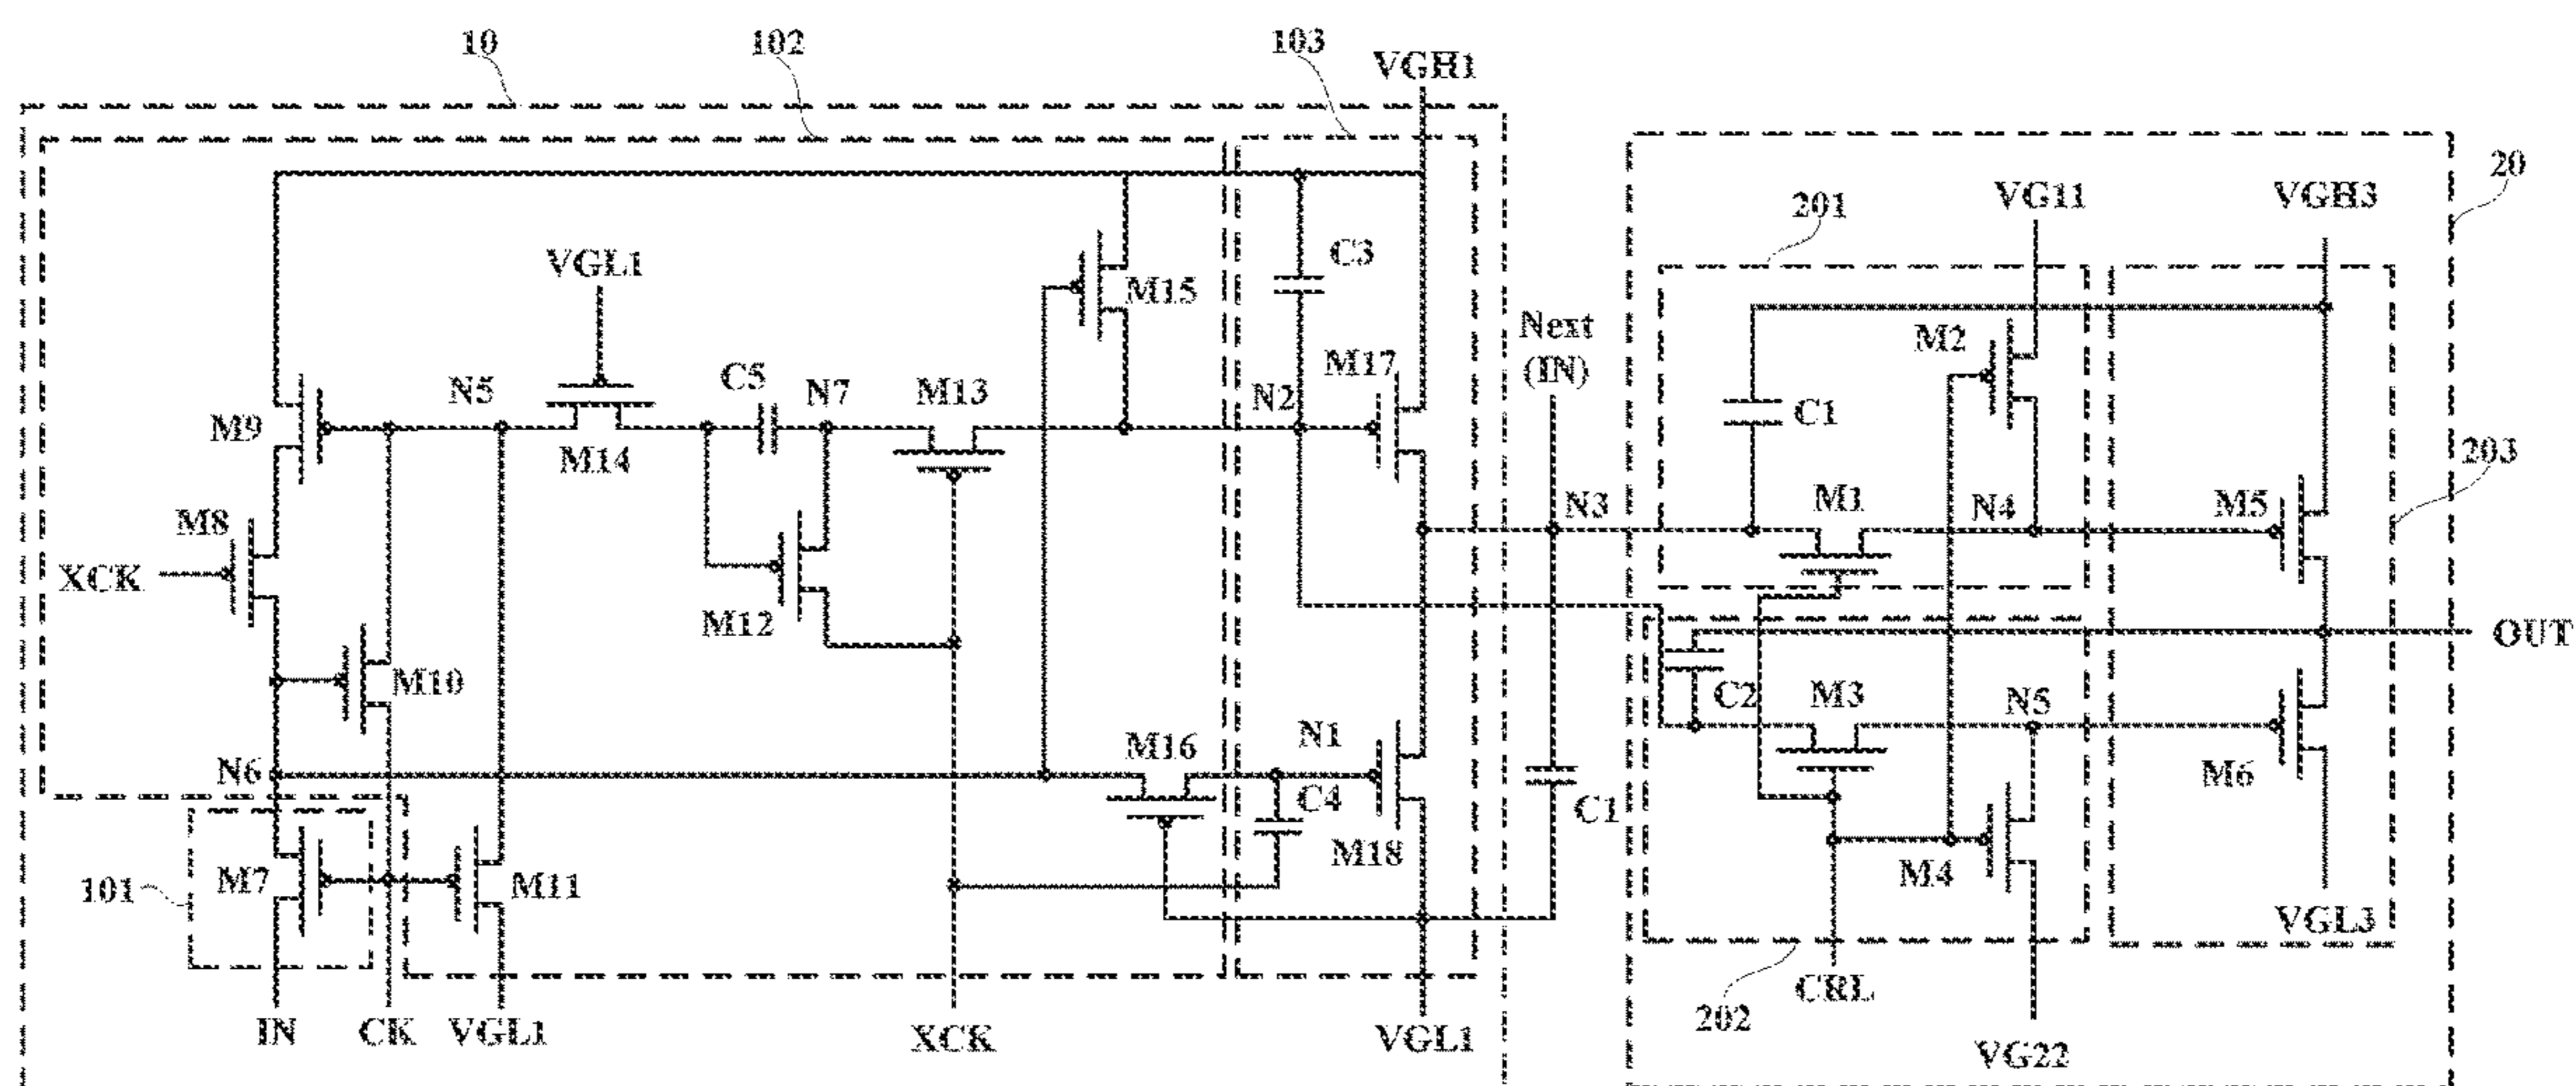 10
102
103
VGH1
20
201
VG11
VGH3
VGL1
C3
M15
Next
(IN)
M2
M17
C5
N7
M13
N5
N2
M9
M14
C1
203
M1
N4
M5
N3
M8
XCK
M12
OUT
M10
C2
M3
N5
M16
N1
N6
M6
C4
C1
M18
M4
M7
M11
101
VGL3
202
CRL
IN
CK
VGL1
XCK
VGL1
VG22